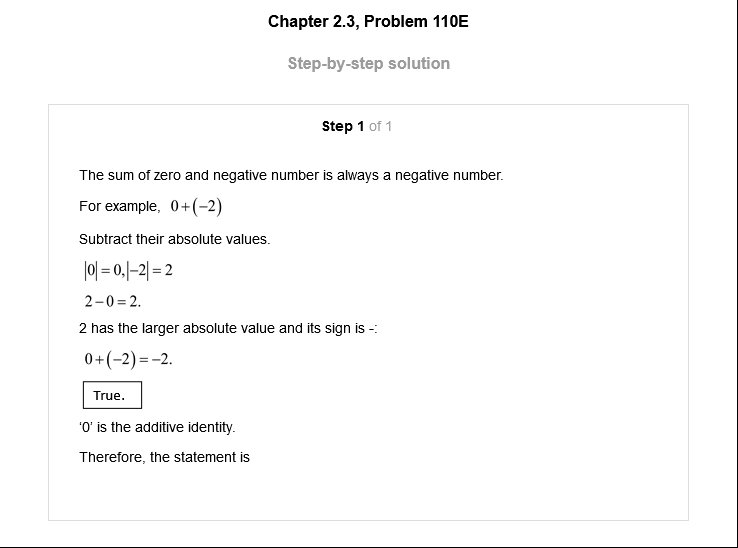 Chapter 2.3, Problem 110E
Step-by-step solution
Step 1 of 1
The sum of zero and negative number is always a negative number.
For example, 0+(−2)
Subtract their absolute values.
|0|=0,|−2|=2
2−0=2.
2 has the larger absolute value and its sign is -:
0+(−2)=−2.
True.
‘0’ is the additive identity.
Therefore, the statement is